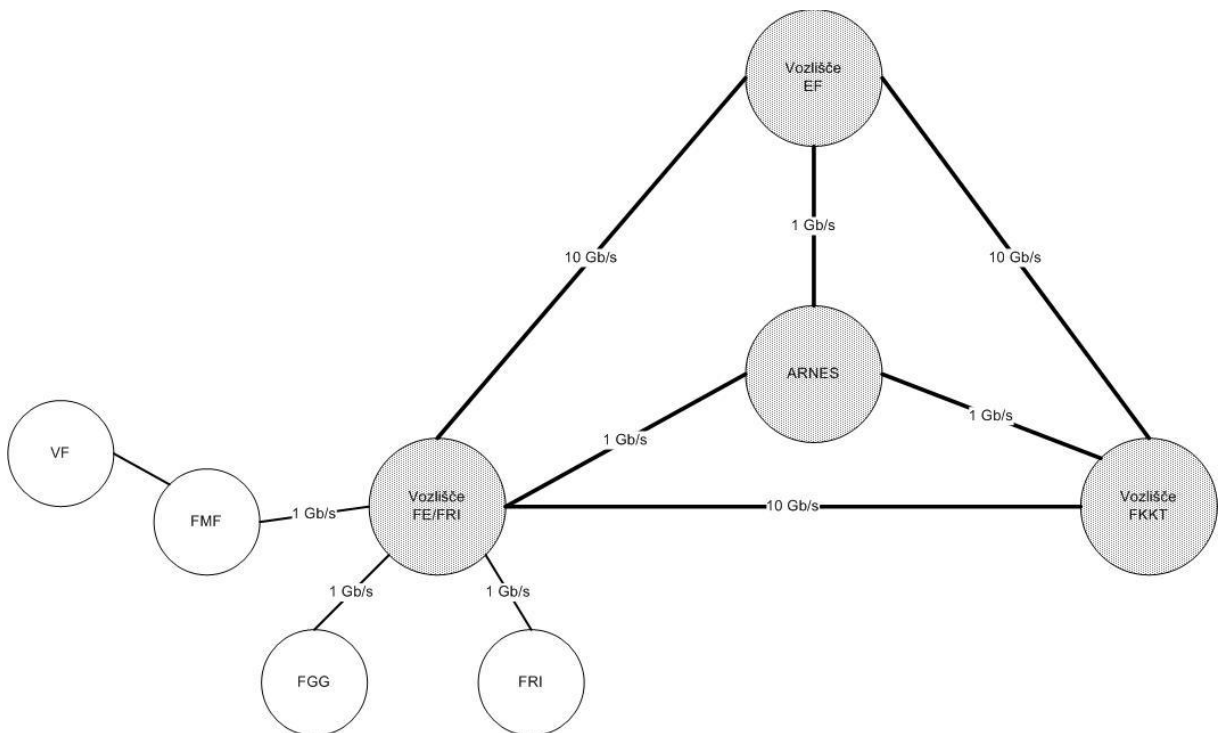 Vozlišče
EF
1 Gb/s
10 Gb/s
10 Gb/s
ARNES
1 Gb/s
1 Gb/s
VF
Vozlišče
FE/FRI
10 Gb/s
Vozlišče
FKKT
FMF
1 Gb/s
1 Gb/s
1 Gb/s
FGG
FRI